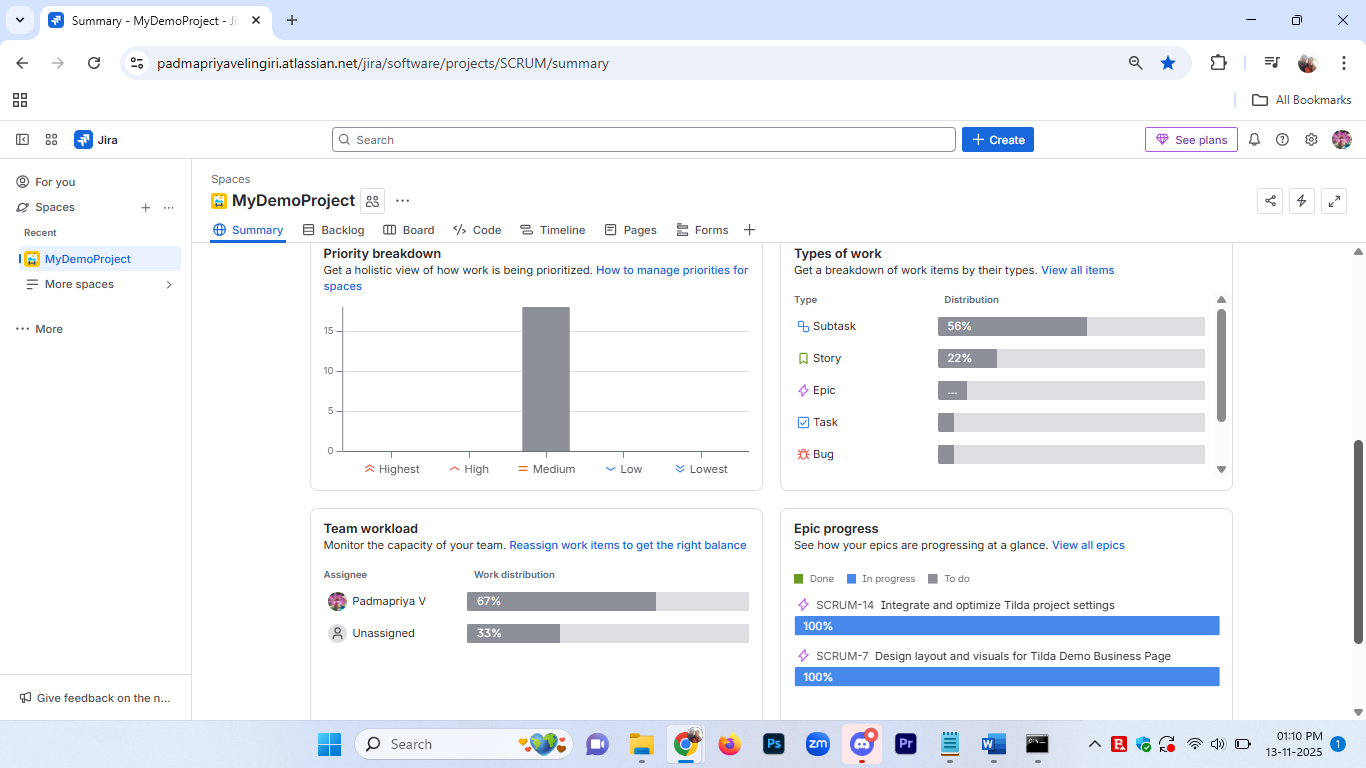 Summary - MyDemoProject - Ji
padmapriyavelingiri.atlassian.net/jira/software/projects/SCRUM/summary
All Bookmarks
Jira
Search
Create
See plans
For you
Spaces
Recent
MyDemoProject
More spaces
More
Give feedback on the n...
Spaces
MyDemoProject
Summary Backlog Board Code Timeline Pages Forms
Priority breakdown
Get a holistic view of how work is being prioritized. How to manage priorities for
spaces
15
10
5
0
Highest High Medium Low Lowest
Types of work
Get a breakdown of work items by their types. View all items
Type Distribution
Subtask 56%
Story 22%
Epic ...
Task
Bug
Team workload
Monitor the capacity of your team. Reassign work items to get the right balance
Assignee Work distribution
Padmapriya V 67%
Unassigned 33%
Epic progress
See how your epics are progressing at a glance. View all epics
Done In progress To do
SCRUM-14 Integrate and optimize Tilda project settings
100%
SCRUM-7 Design layout and visuals for Tilda Demo Business Page
100%
Search
Ps
zm
Pr
W
01:10 PM
13-11-2025
1